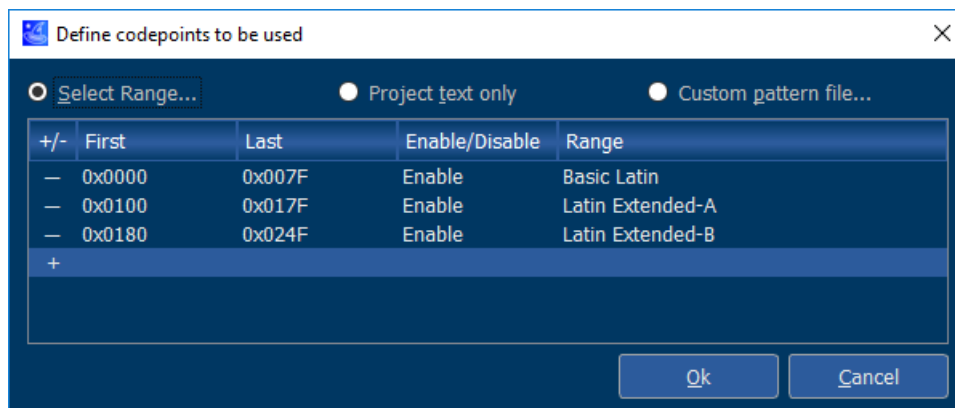 Define codepoints to be used
Select Range... Project text only Custom pattern file...
+/- First Last Enable/Disable Range
— 0x0000 0x007F Enable Basic Latin
— 0x0100 0x017F Enable Latin Extended-A
— 0x0180 0x024F Enable Latin Extended-B
+
Ok Cancel